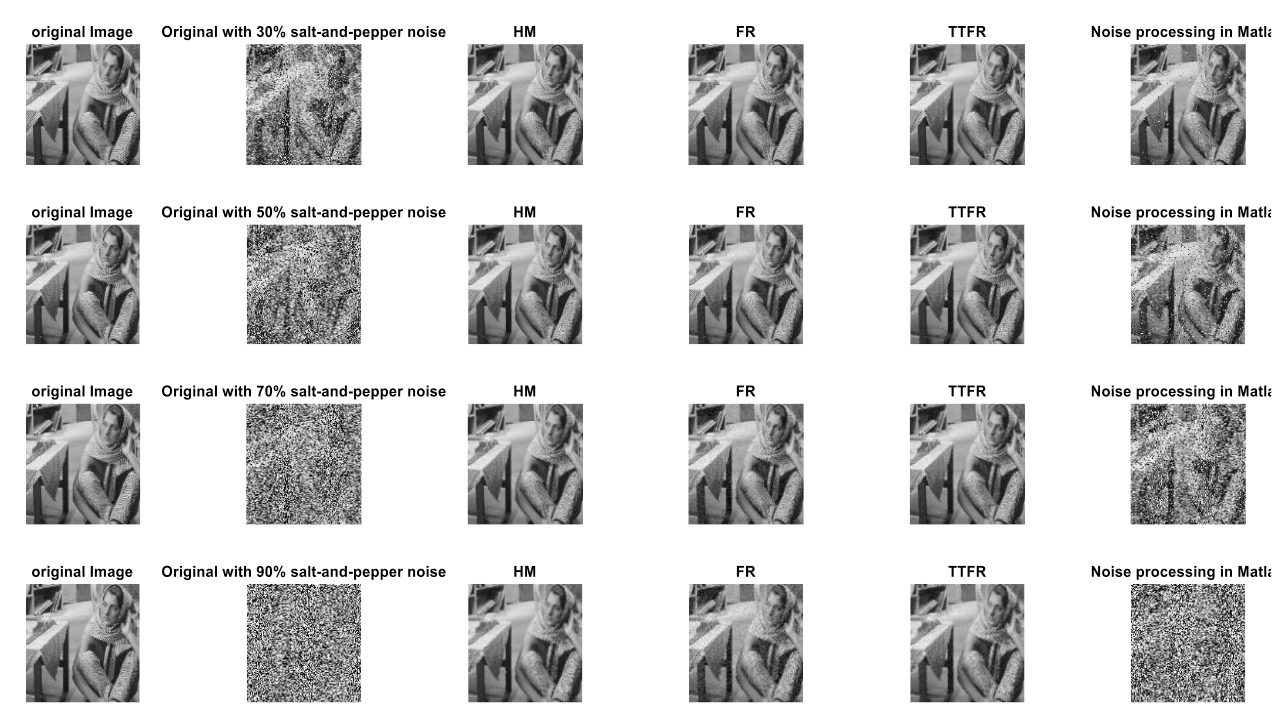 original Image
Original with 30% salt-and-pepper noise
HM
FR
TTFR
Noise processing in Matla
original Image
Original with 50% salt-and-pepper noise
HM
FR
TTFR
Noise processing in Matla
original Image
Original with 70% salt-and-pepper noise
HM
FR
TTFR
Noise processing in Matla
original Image
Original with 90% salt-and-pepper noise
HM
FR
TTFR
Noise processing in Matla